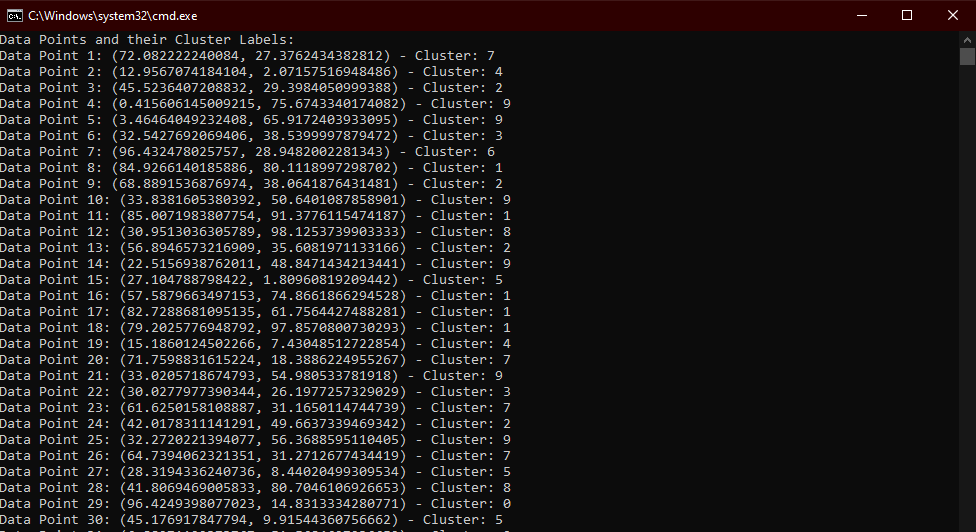 C:\Windows\system32\cmd.exe
Data Points and their Cluster Labels:
Data Point 1: (72.082222240084, 27.3762434382812) - Cluster: 7
Data Point 2: (12.9567074184104, 2.07157516948486) - Cluster: 4
Data Point 3: (45.5236407208832, 29.3984050999388) - Cluster: 2
Data Point 4: (0.415606145009215, 75.6743340174082) - Cluster: 9
Data Point 5: (3.46464049232408, 65.9172403933095) - Cluster: 9
Data Point 6: (32.5427692069406, 38.5399997879472) - Cluster: 3
Data Point 7: (96.432478025757, 28.9482002281343) - Cluster: 6
Data Point 8: (84.9266140185886, 80.1118997298702) - Cluster: 1
Data Point 9: (68.8891536876974, 38.0641876431481) - Cluster: 2
Data Point 10: (33.8381605380392, 50.6401087858901) - Cluster: 9
Data Point 11: (85.0071983807754, 91.3776115474187) - Cluster: 1
Data Point 12: (30.9513036305789, 98.1253739903333) - Cluster: 8
Data Point 13: (56.8946573216909, 35.6081971133166) - Cluster: 2
Data Point 14: (22.5156938762011, 48.8471434213441) - Cluster: 9
Data Point 15: (27.104788798422, 1.80960819209442) - Cluster: 5
Data Point 16: (57.5879663497153, 74.8661866294528) - Cluster: 1
Data Point 17: (82.7288681095135, 61.7564427488281) - Cluster: 1
Data Point 18: (79.2025776948792, 97.8570800730293) - Cluster: 1
Data Point 19: (15.1860124502266, 7.43048512722854) - Cluster: 4
Data Point 20: (71.7598831615224, 18.3886224955267) - Cluster: 7
Data Point 21: (33.0205718674793, 54.980533781918) - Cluster: 9
Data Point 22: (30.0277977390344, 26.1977257329029) - Cluster: 3
Data Point 23: (61.6250158108887, 31.1650114474739) - Cluster: 7
Data Point 24: (42.0178311141291, 49.6637339469342) - Cluster: 2
Data Point 25: (32.2720221394077, 56.3688595110405) - Cluster: 9
Data Point 26: (64.7394062321351, 31.2712677434419) - Cluster: 7
Data Point 27: (28.3194336240736, 8.44020499309534) - Cluster: 5
Data Point 28: (41.8069469005833, 80.7046106926653) - Cluster: 8
Data Point 29: (96.4249398077023, 14.8313334280771) - Cluster: 0
Data Point 30: (45.176917847794, 9.91544360756662) - Cluster: 5